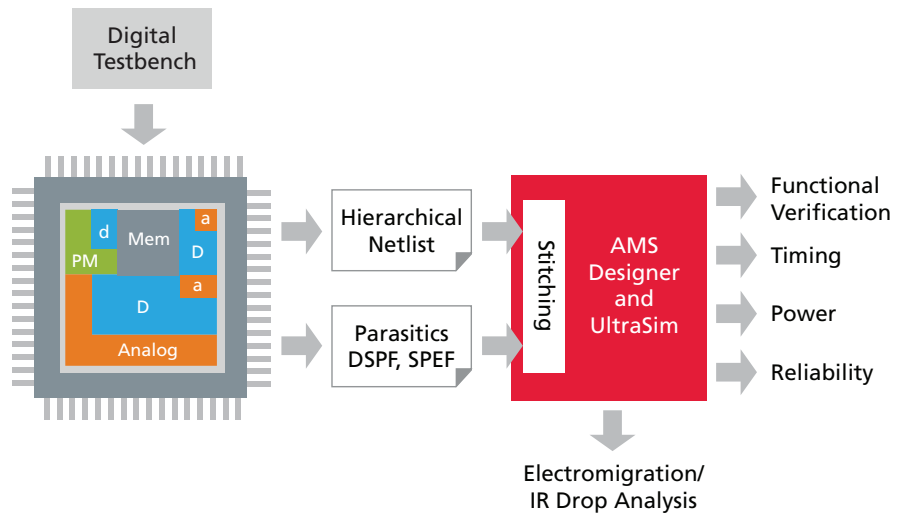 Digital
Testbench
d
Mem
a
D
PM
a
D
Analog
Hierarchical
Netlist
Parasitics
DSPF, SPEF
Stitching
AMS
Designer
and
UltraSim
Functional
Verification
Timing
Power
Reliability
Electromigration/
IR Drop Analysis